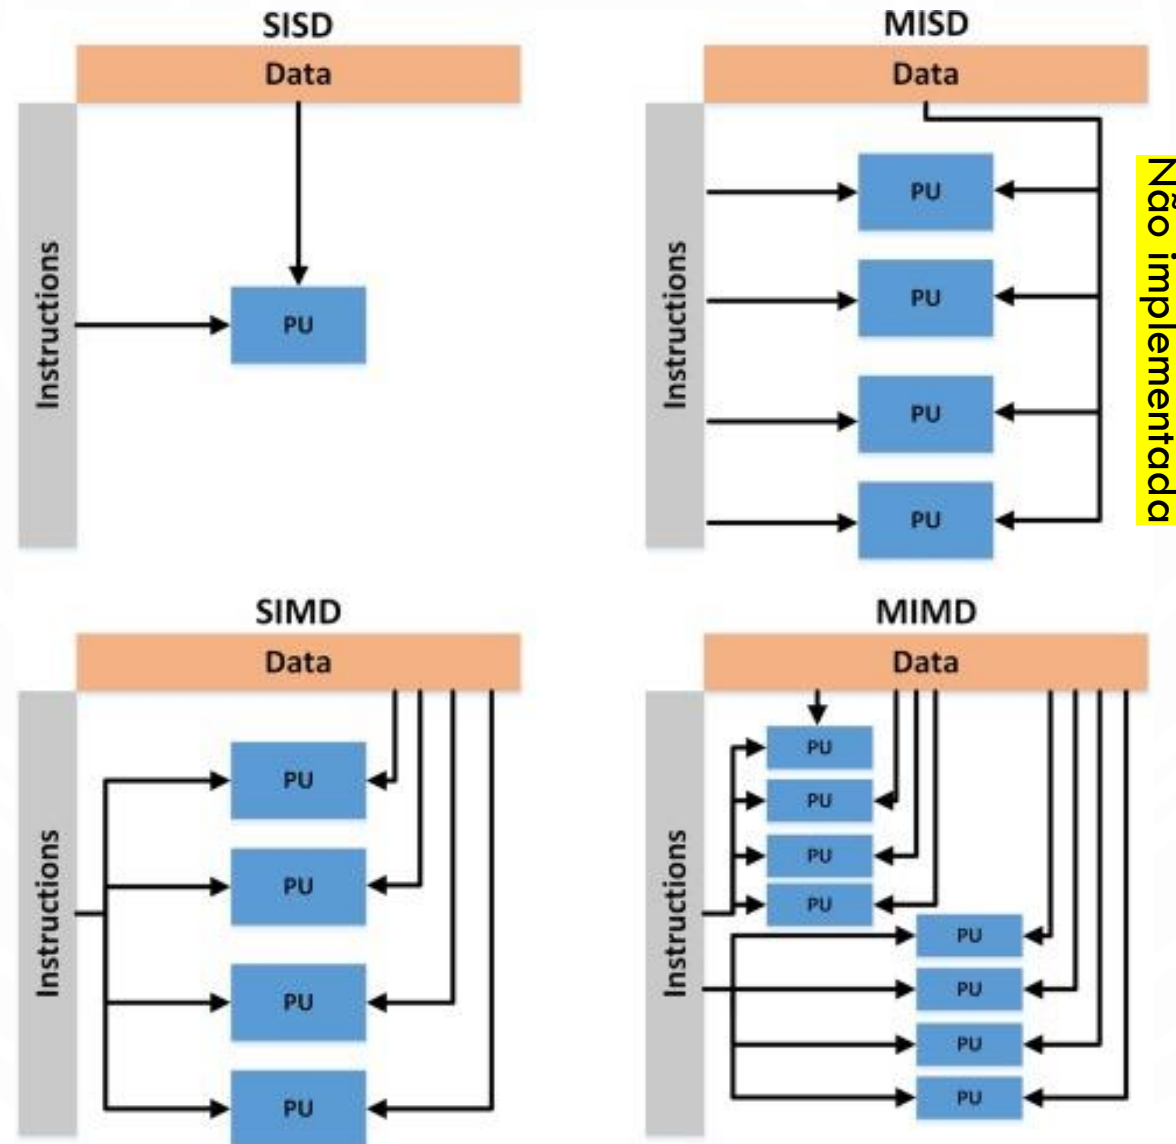 SISD
Data
Instructions
PU
MISD
Data
Instructions
PU
PU
PU
PU
Não implementada
SIMD
Data
Instructions
PU
PU
PU
PU
MIMD
Data
Instructions
PU
PU
PU
PU
PU
PU
PU
PU